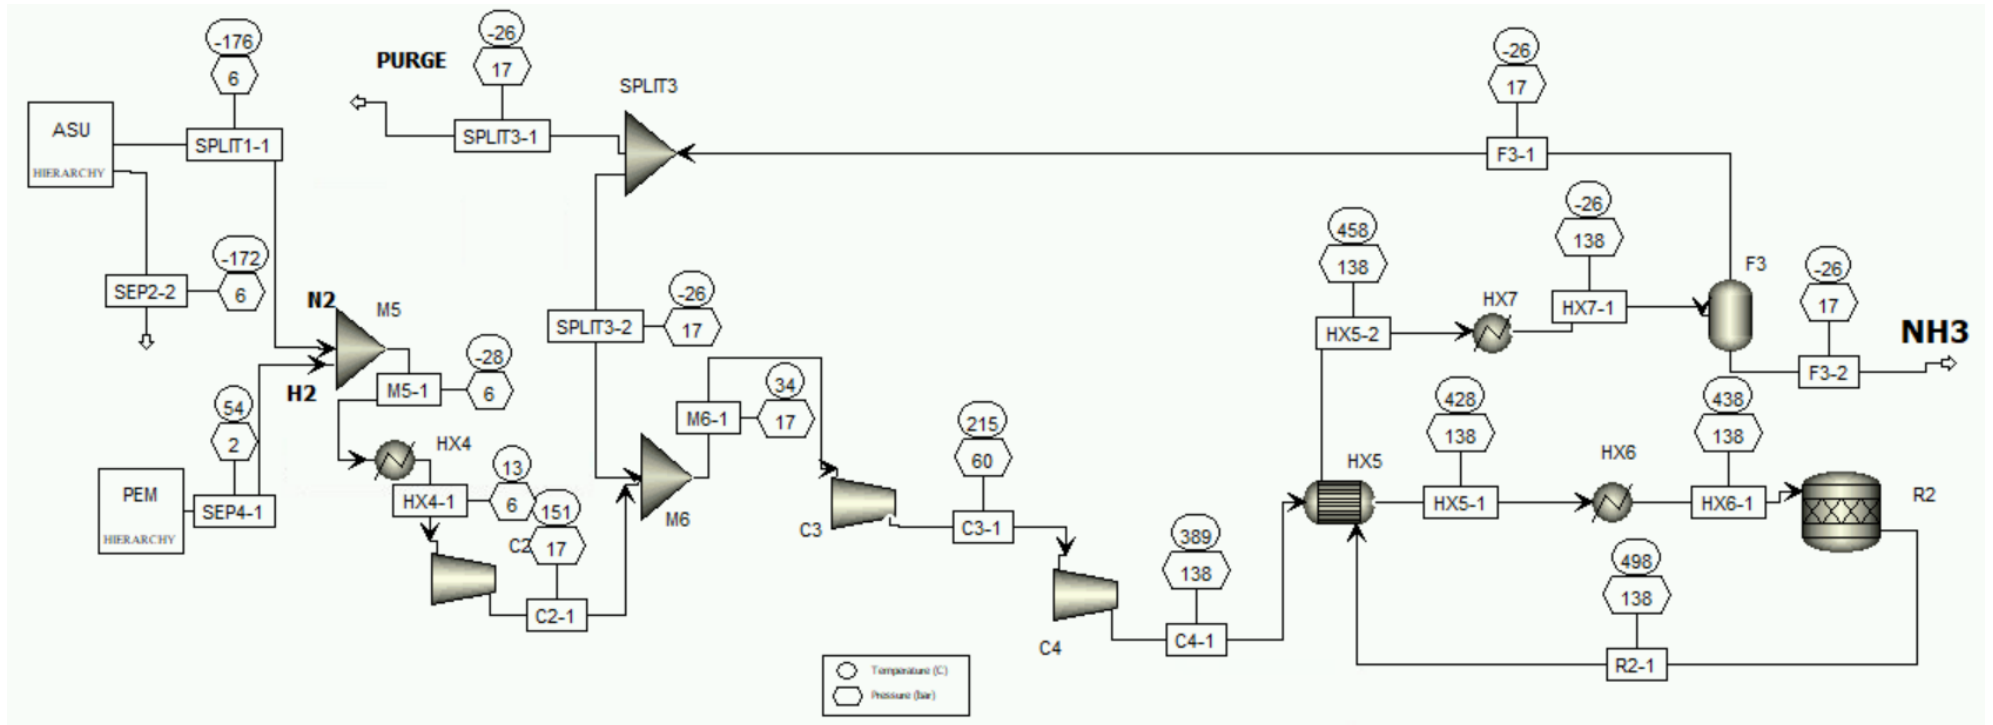 -176
6
ASU
HIERARCHY
SPLIT1-1
-172
6
SEP2-2
PURGE
-26
17
SPLIT3-1
SPLIT3
-26
17
F3-1
N2
M5
H2
-28
6
M5-1
54
2
PEM
HIERARCHY
SEP4-1
HX4
13
6
HX4-1
C2
151
17
C2-1
-26
17
SPLIT3-2
M6
34
17
M6-1
C3
215
60
C3-1
C4
389
138
C4-1
458
138
HX5-2
HX7
-26
138
HX7-1
F3
-26
17
F3-2
NH3
HX5
428
138
HX5-1
HX6
438
138
HX6-1
R2
498
138
R2-1
Temperature (C)
Pressure (bar)